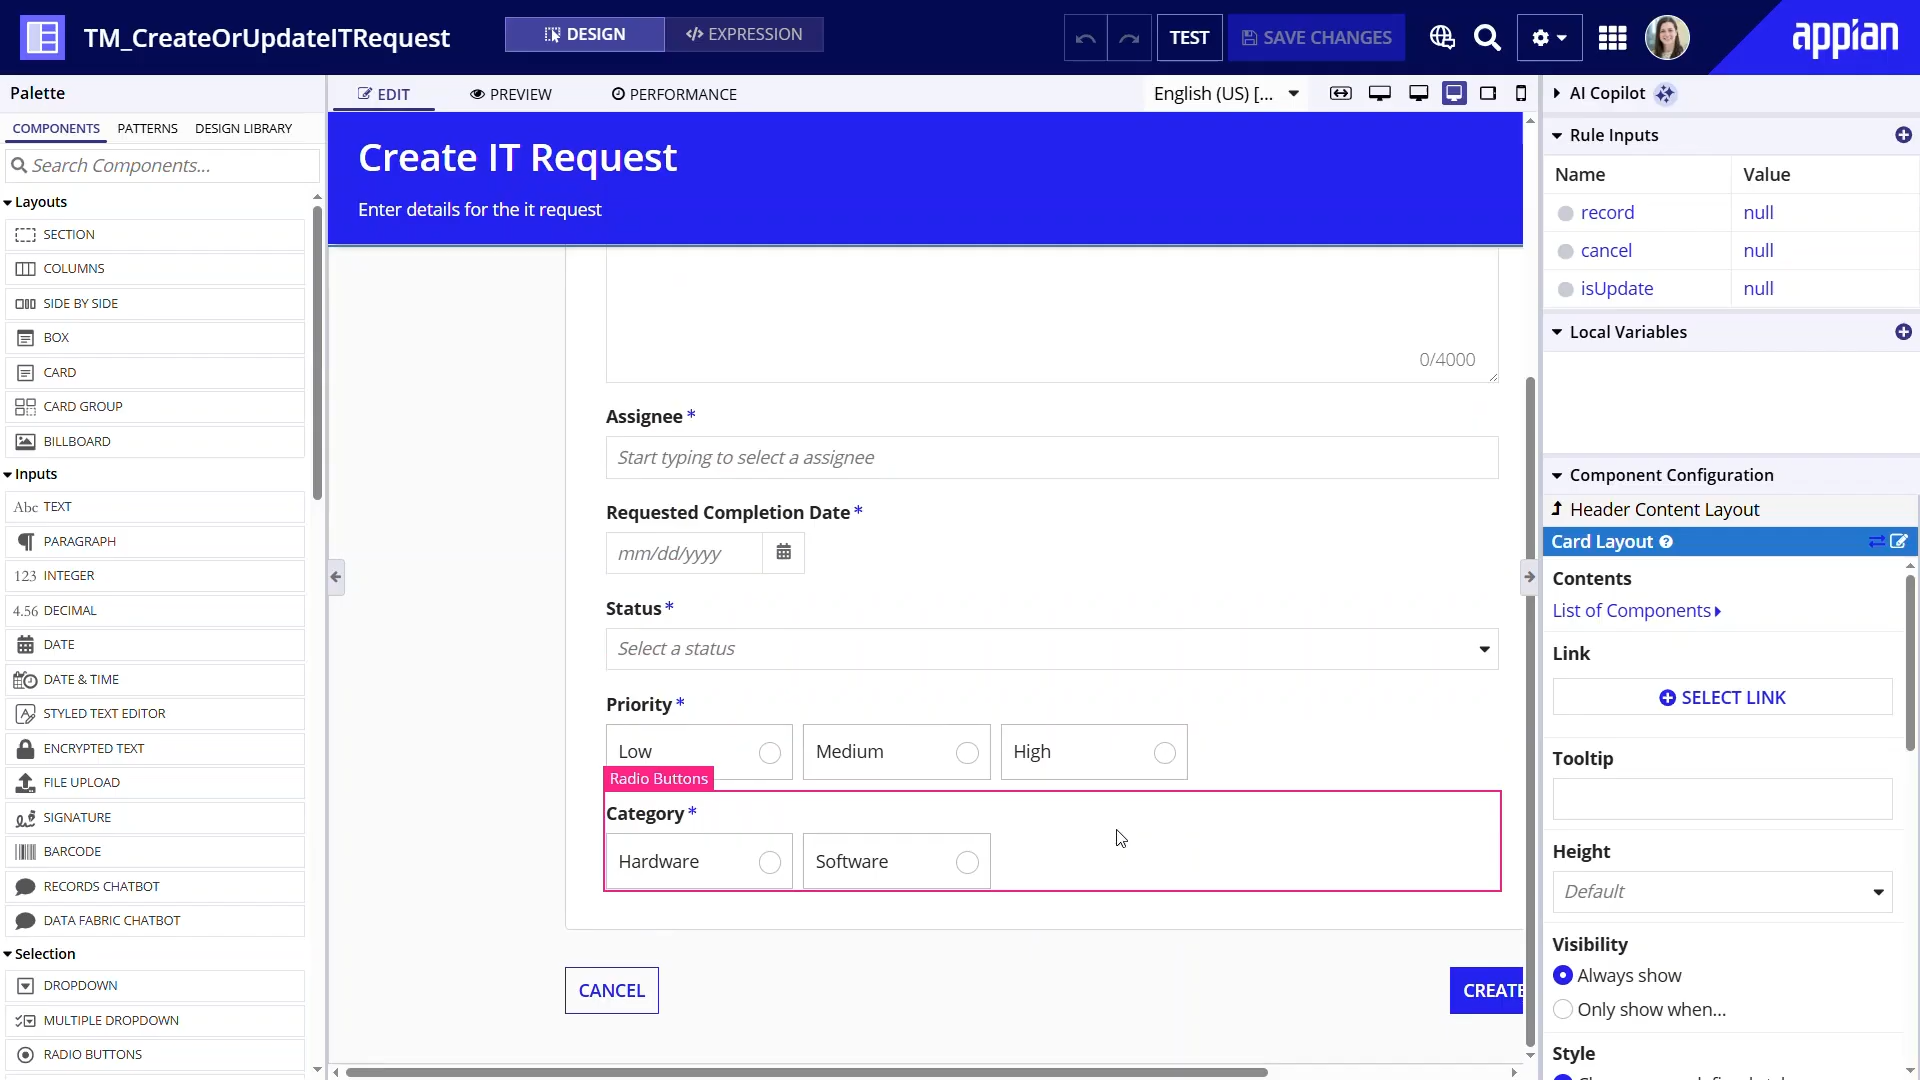 TM_CreateOrUpdateITRequest
DESIGN
EXPRESSION
TEST
SAVE CHANGES
appian
Palette
EDIT
PREVIEW
PERFORMANCE
English (US) [...
AI Copilot
COMPONENTS
PATTERNS
DESIGN LIBRARY
Search Components...
Layouts
SECTION
COLUMNS
SIDE BY SIDE
BOX
CARD
CARD GROUP
BILLBOARD
Inputs
Abc TEXT
PARAGRAPH
123 INTEGER
4.56 DECIMAL
DATE
DATE & TIME
STYLED TEXT EDITOR
ENCRYPTED TEXT
FILE UPLOAD
SIGNATURE
BARCODE
RECORDS CHATBOT
DATA FABRIC CHATBOT
Selection
DROPDOWN
MULTIPLE DROPDOWN
RADIO BUTTONS
Create IT Request
Enter details for the it request
0/4000
Assignee *
Start typing to select a assignee
Requested Completion Date *
mm/dd/yyyy
Status *
Select a status
Priority *
Low
Medium
High
Radio Buttons
Category *
Hardware
Software
CANCEL
CREATE
Rule Inputs
Name
Value
record
null
cancel
null
isUpdate
null
Local Variables
Component Configuration
Header Content Layout
Card Layout
Contents
List of Components
Link
SELECT LINK
Tooltip
Height
Default
Visibility
Always show
Only show when...
Style